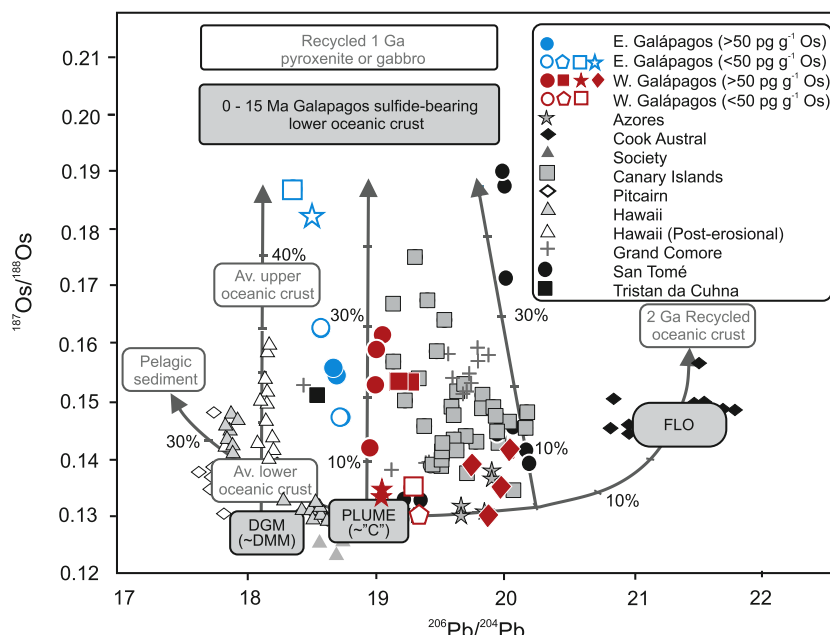 Recycled 1 Ga
pyroxenite or gabbro
0 - 15 Ma Galapagos sulfide-bearing
lower oceanic crust
E. Galápagos (>50 pg g⁻¹ Os)
E. Galápagos (<50 pg g⁻¹ Os)
W. Galápagos (>50 pg g⁻¹ Os)
W. Galápagos (<50 pg g⁻¹ Os)
Azores
Cook Austral
Society
Canary Islands
Pitcairn
Hawaii
Hawaii (Post-erosional)
Grand Comore
San Tomé
Tristan da Cuhna
0.21
0.20
0.19
0.18
0.17
0.16
0.15
0.14
0.13
0.12
¹⁸⁷Os/¹⁸⁸Os
40%
Av. upper
oceanic crust
30%
30%
2 Ga Recycled
oceanic crust
Pelagic
sediment
30%
Av. lower
oceanic crust
10%
10%
FLO
10%
DGM
(~DMM)
PLUME
(~"C")
17
18
19
20
21
22
²⁰⁶Pb/²⁰⁴Pb